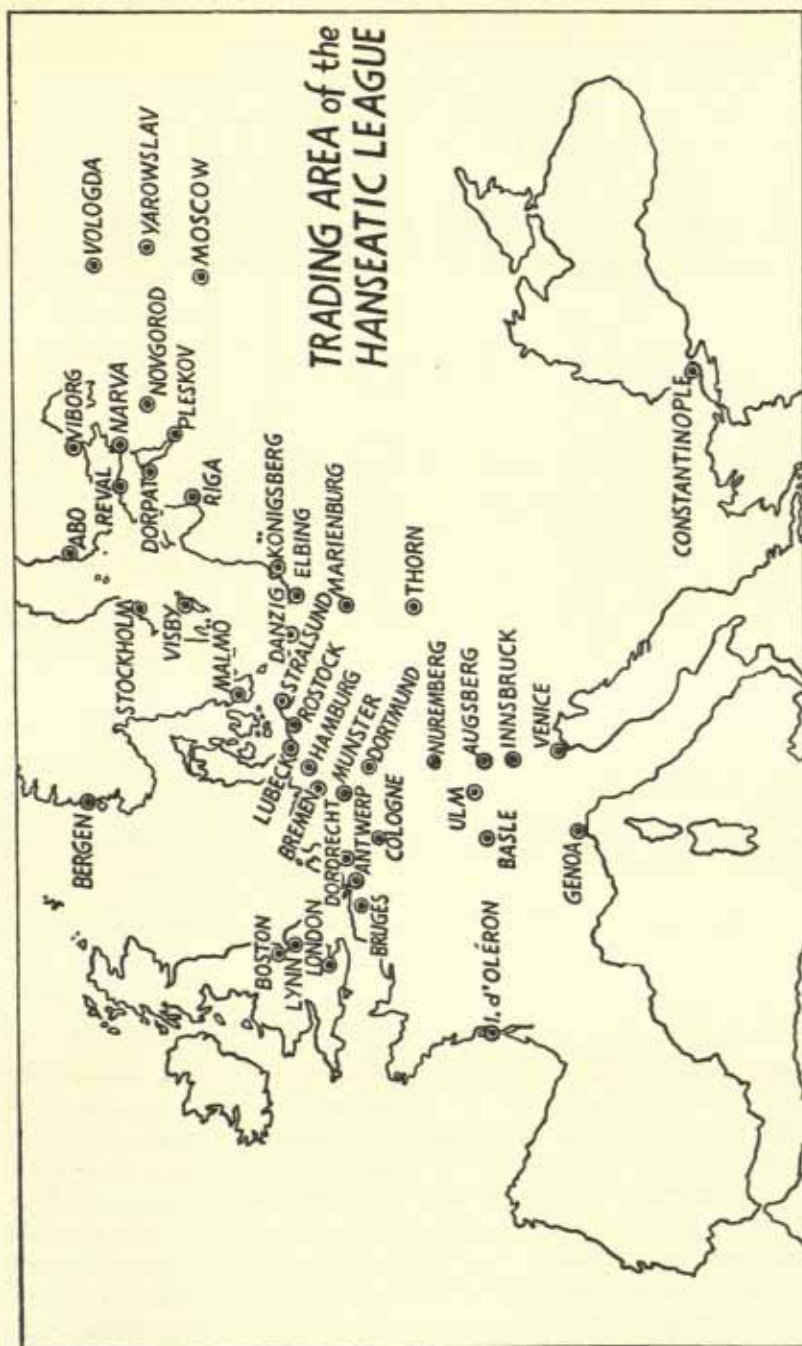 TRADING AREA of the
HANSEATIC LEAGUE
BERGEN
STOCKHOLM
VISBY
MALMÖ
ABO
VIBORG
REVAL
NARVA
DORPAT
NOVGOROD
PLESKOV
RIGA
VOLOGDA
YAROWSLAV
MOSCOW
BOSTON
LYNN
LONDON
LUBECK
BREMEN
DORDRECHT
ANTWERP
BRUGES
COLOGNE
DANZIG
KÖNIGSBERG
ELBING
STRALSUND
ROSTOCK
HAMBURG
MUNSTER
DORTMUND
MARIENBURG
THORN
NUREMBERG
AUGSBERG
INNSBRUCK
ULM
BASLE
VENICE
GENOA
I. d'OLÉRON
CONSTANTINOPLE